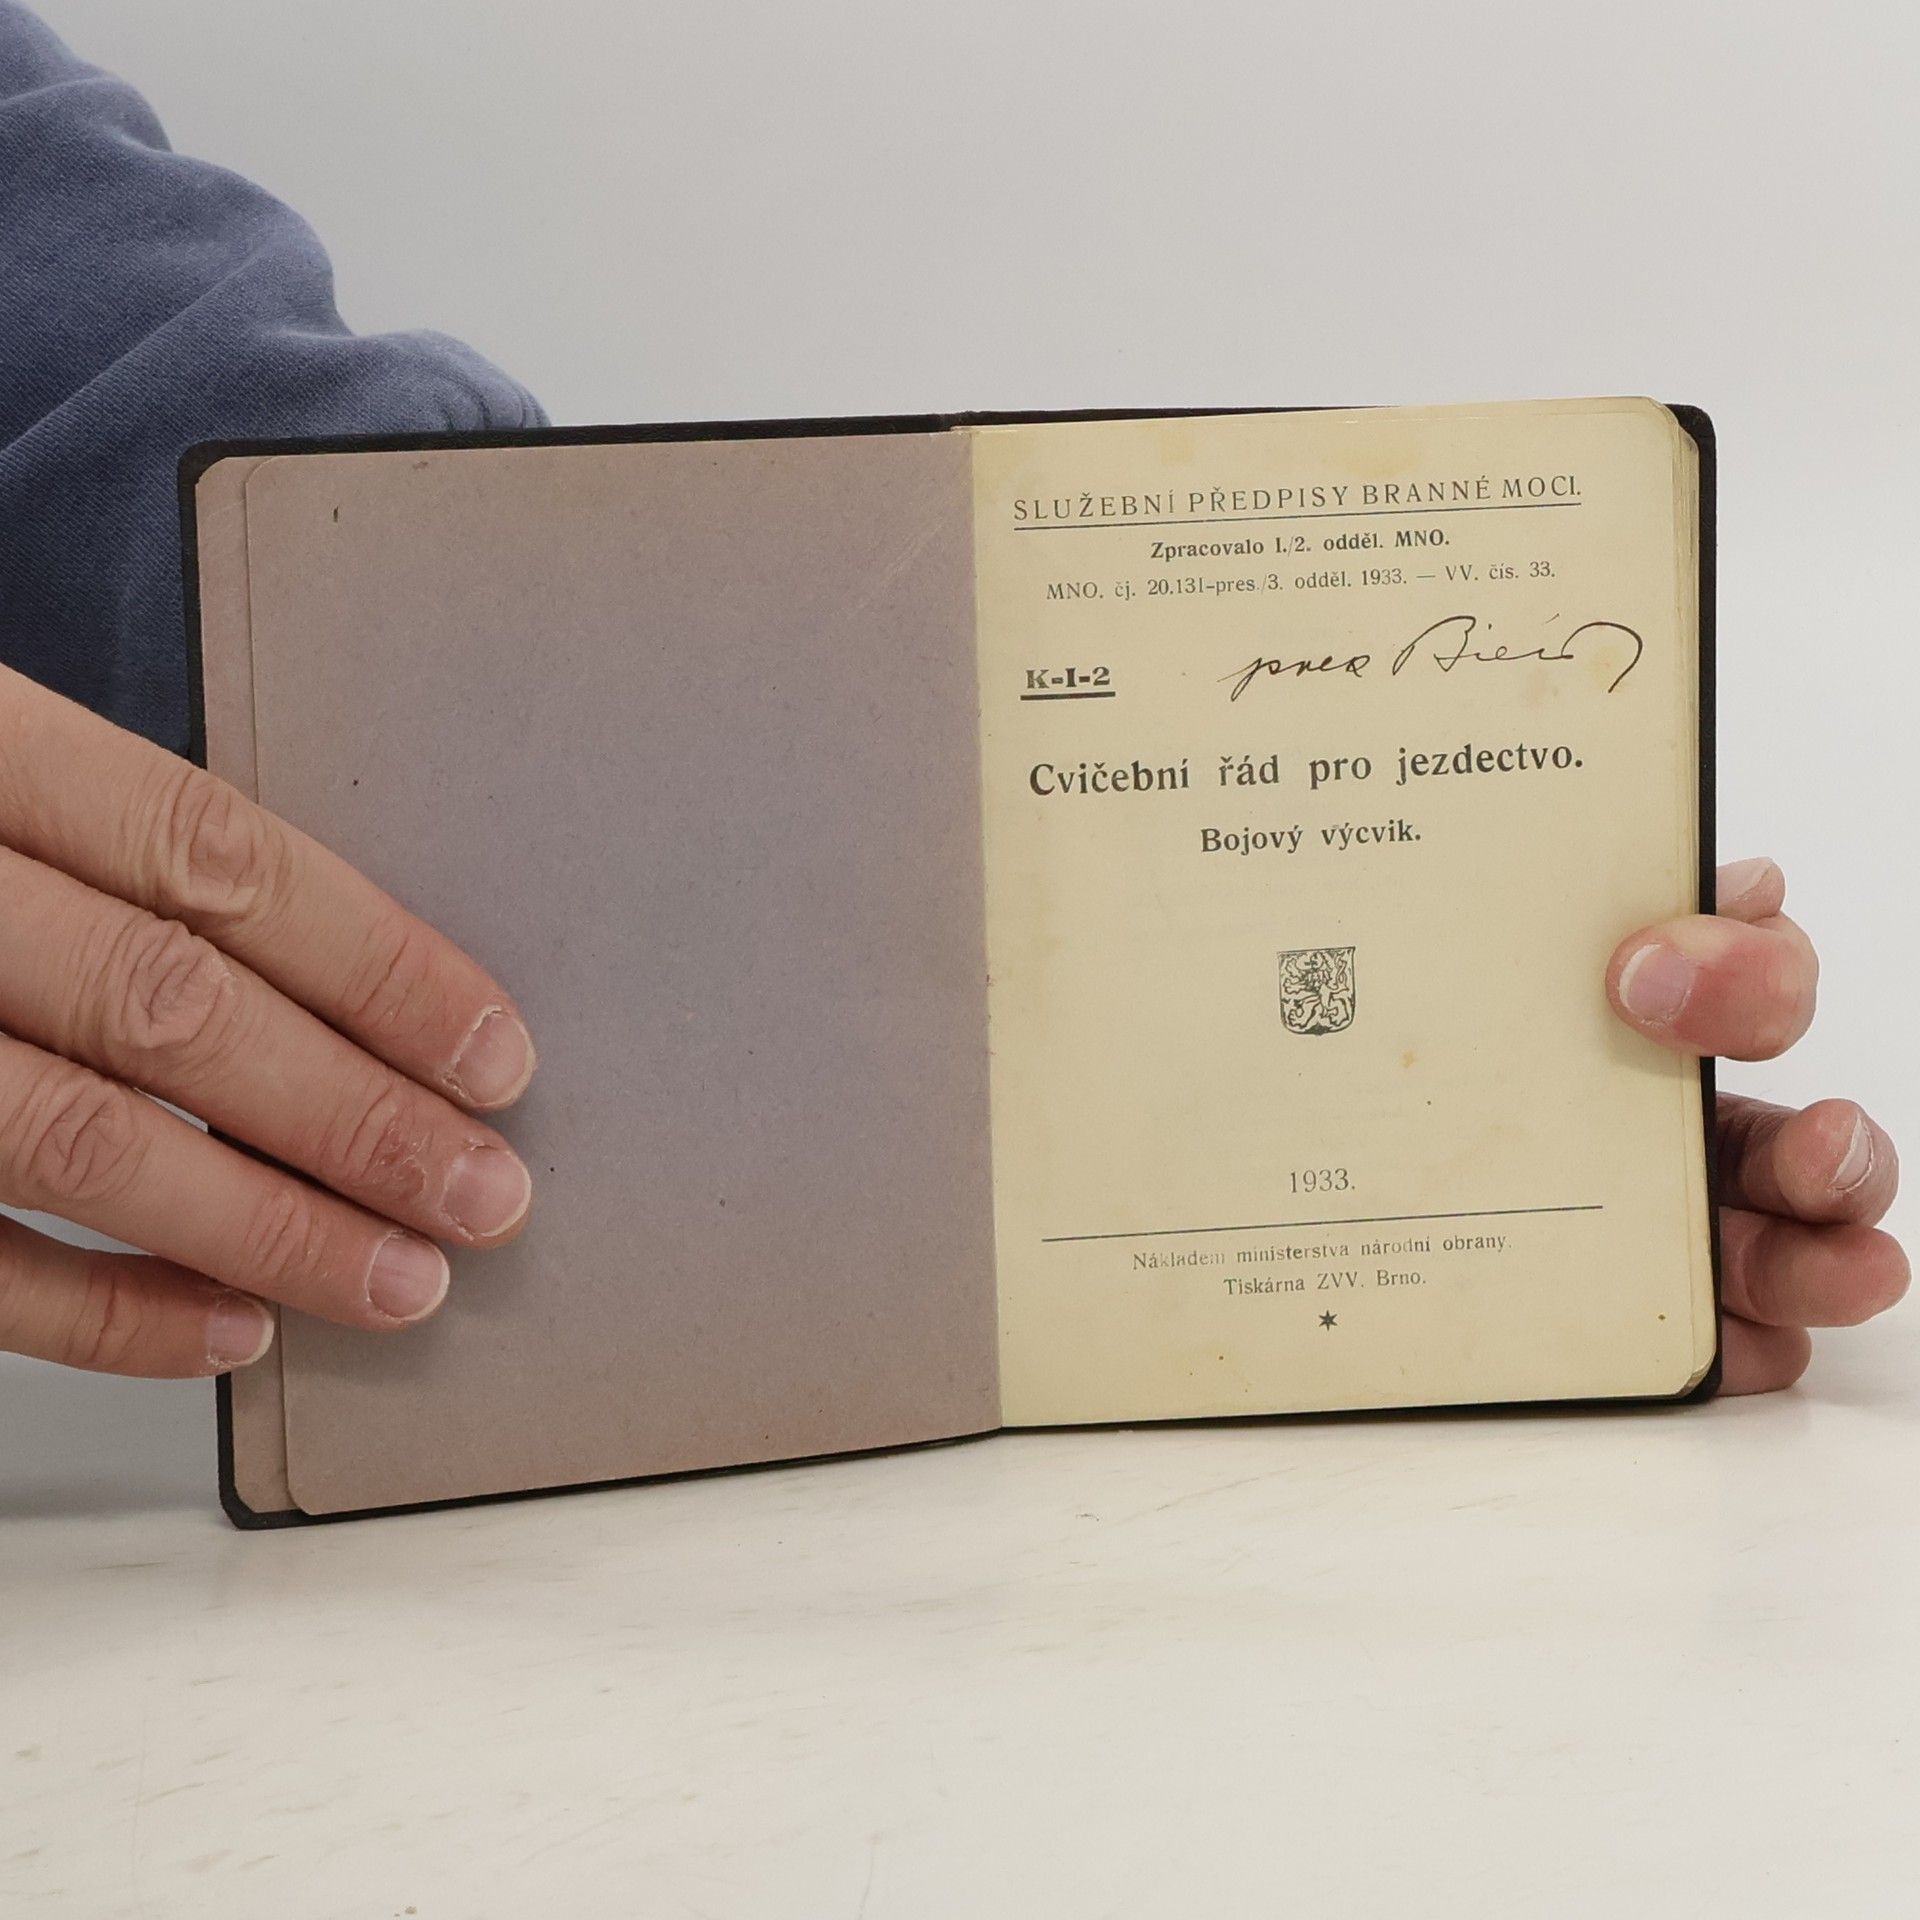 SLUŽEBNÍ PŘEDPISY BRANNÉ MOCI.
Zpracovalo I./2. odděl. MNO.
MNO. čj. 20.131-pres./3. odděl. 1933. — VV. čís. 33.
K-I-2
Cvičební řád pro jezdectvo.
Bojový výcvik.
1933.
Nákladem ministerstva národní obrany.
Tiskárna ZVV. Brno.